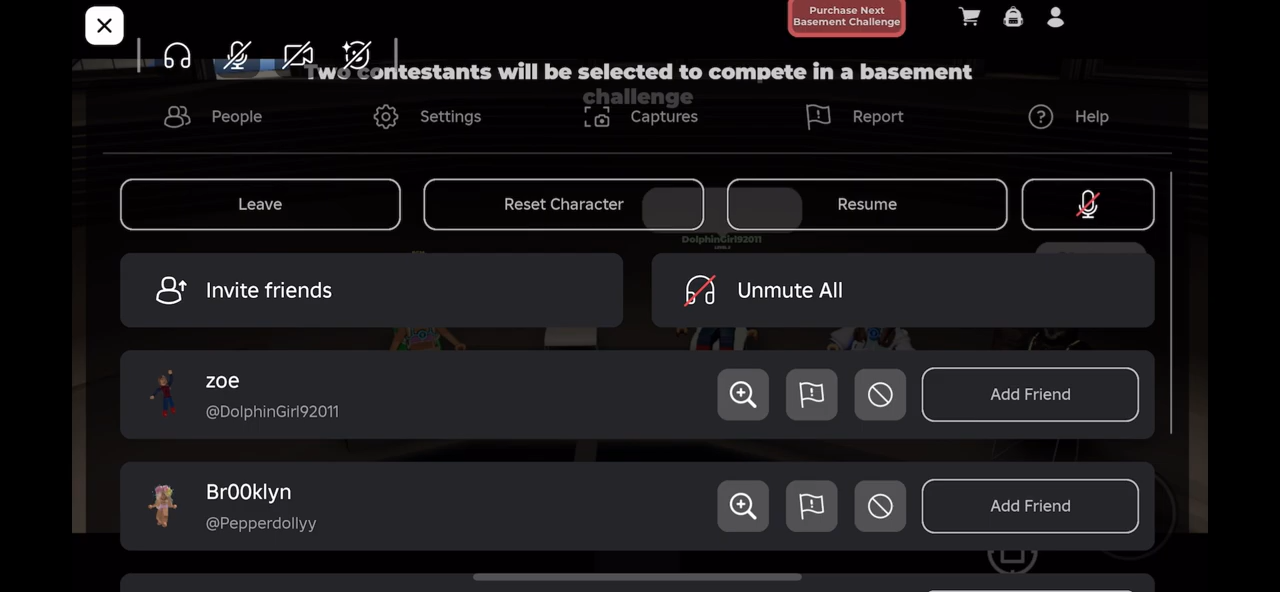 Purchase Next
Basement Challenge
Two contestants will be selected to compete in a basement
challenge
People
Settings
Captures
Report
Help
Leave
Reset Character
Resume
DolphinGirl92011
Invite friends
Unmute All
zoe
@DolphinGirl92011
Add Friend
Br00klyn
@Pepperdollyy
Add Friend